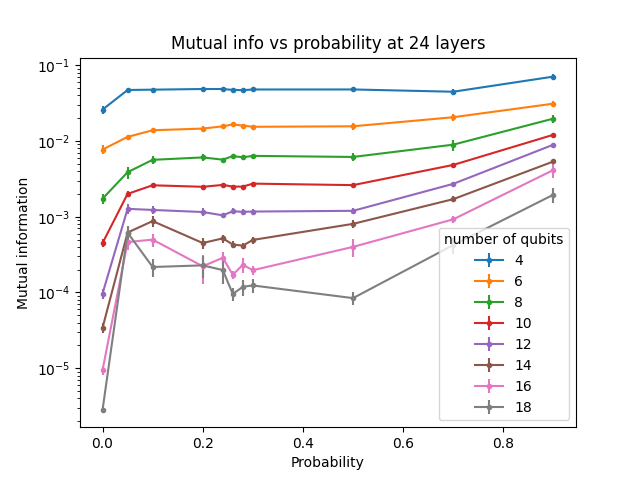 Mutual info vs probability at 24 layers
Mutual information
10⁻¹
10⁻²
10⁻³
10⁻⁴
10⁻⁵
number of qubits
4
6
8
10
12
14
16
18
0.0 0.2 0.4 0.6 0.8
Probability